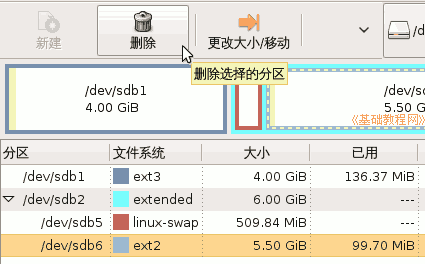 新建
删除
更改大小/移动
/de
删除选择的分区
/dev/sdb1
4.00 GiB
/dev/sd
5.50 G
《基础教程网》
分区 文件系统 大小 已用
/dev/sdb1 ext3 4.00 GiB 136.37 MiB
/dev/sdb2 extended 6.00 GiB ---
/dev/sdb5 linux-swap 509.84 MiB ---
/dev/sdb6 ext2 5.50 GiB 99.70 MiB